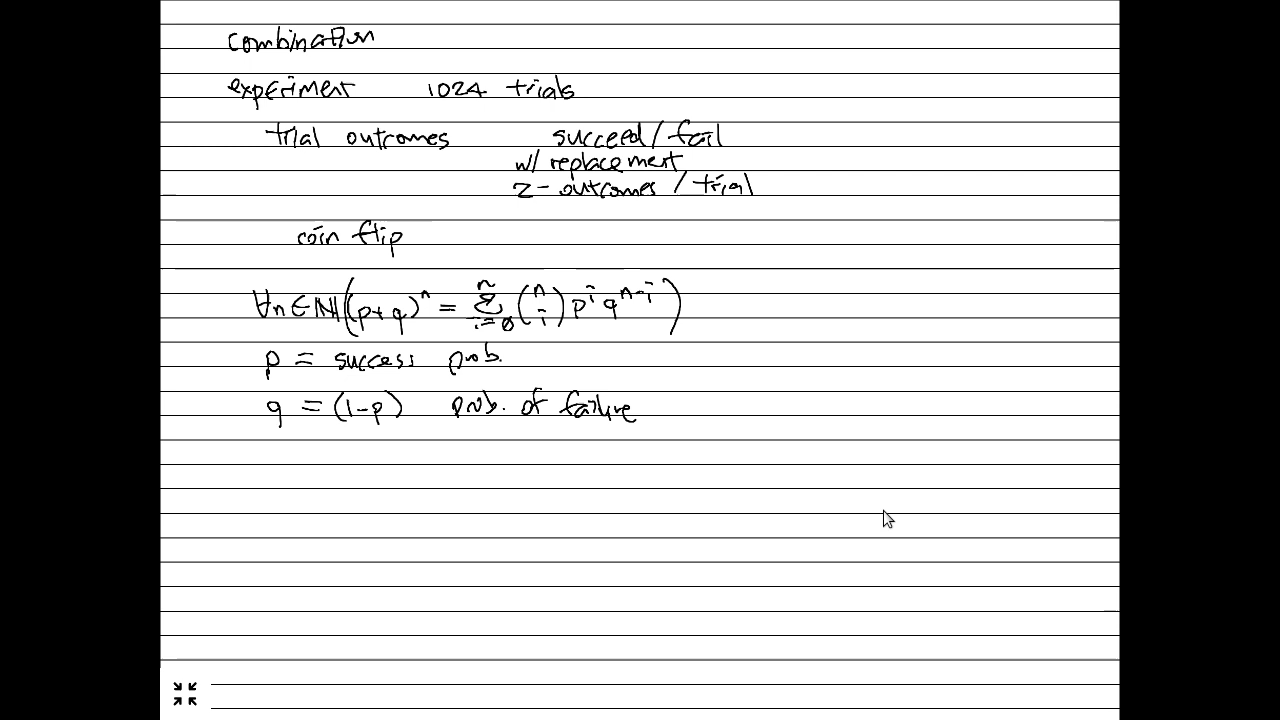 combination
experiment 1024 trials
trial outcomes succeed/fail
w/ replacement
2-outcomes / trial
coin flip
∀n∈ℕ((p+q)^n = ∑_{i=0}^{n} (n i) p^i q^{n-i})
p = success prob.
q = (1-p) prob. of failure